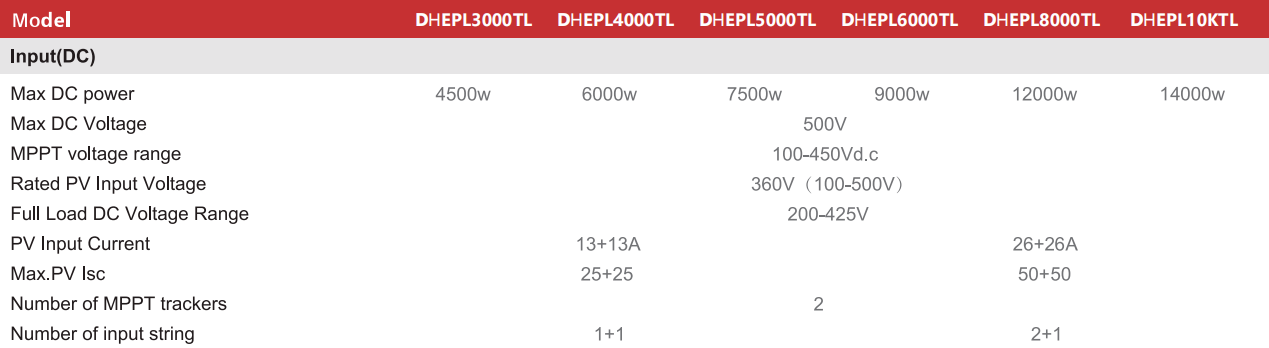 Model DHEPL3000TL DHEPL4000TL DHEPL5000TL DHEPL6000TL DHEPL8000TL DHEPL10KTL
Input(DC)
Max DC power 4500w 6000w 7500w 9000w 12000w 14000w
Max DC Voltage 500V
MPPT voltage range 100-450Vd.c
Rated PV Input Voltage 360V（100-500V）
Full Load DC Voltage Range 200-425V
PV Input Current 13+13A 26+26A
Max.PV Isc 25+25 50+50
Number of MPPT trackers 2
Number of input string 1+1 2+1